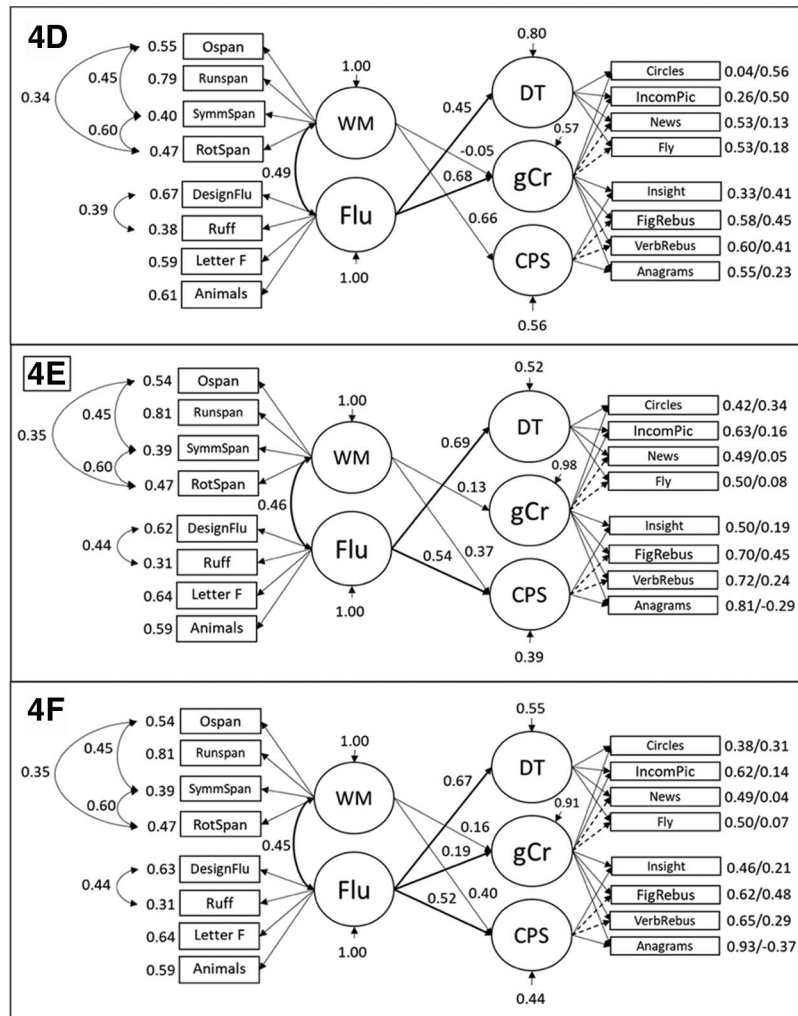 4D
0.80
0.55 Ospan 1.00 DT Circles 0.04/0.56
0.45 0.79 Runspan 0.45 IncomPic 0.26/0.50
0.34 0.40 SymmSpan WM 0.57 News 0.53/0.13
0.60 -0.05 Fly 0.53/0.18
0.47 RotSpan 0.49 0.68 gCr
0.67 DesignFlu Insight 0.33/0.41
0.39 0.38 Ruff Flu 0.66 FigRebus 0.58/0.45
0.59 Letter F CPS VerbRebus 0.60/0.41
0.61 Animals 1.00 Anagrams 0.55/0.23
0.56
4E
0.52
0.54 Ospan 1.00 DT Circles 0.42/0.34
0.45 0.81 Runspan 0.69 IncomPic 0.63/0.16
0.35 0.39 SymmSpan WM 0.98 News 0.49/0.05
0.60 0.13 Fly 0.50/0.08
0.47 RotSpan 0.46 gCr
0.62 DesignFlu Insight 0.50/0.19
0.44 0.31 Ruff Flu 0.54 0.37 FigRebus 0.70/0.45
0.64 Letter F CPS VerbRebus 0.72/0.24
0.59 Animals 1.00 Anagrams 0.81/-0.29
0.39
4F
0.55
0.54 Ospan 1.00 DT Circles 0.38/0.31
0.45 0.81 Runspan 0.67 IncomPic 0.62/0.14
0.35 0.39 SymmSpan WM 0.91 News 0.49/0.04
0.60 0.16 Fly 0.50/0.07
0.47 RotSpan 0.45 0.19 gCr
0.63 DesignFlu Insight 0.46/0.21
0.44 0.31 Ruff Flu 0.52 0.40 FigRebus 0.62/0.48
0.64 Letter F CPS VerbRebus 0.65/0.29
0.59 Animals 1.00 Anagrams 0.93/-0.37
0.44